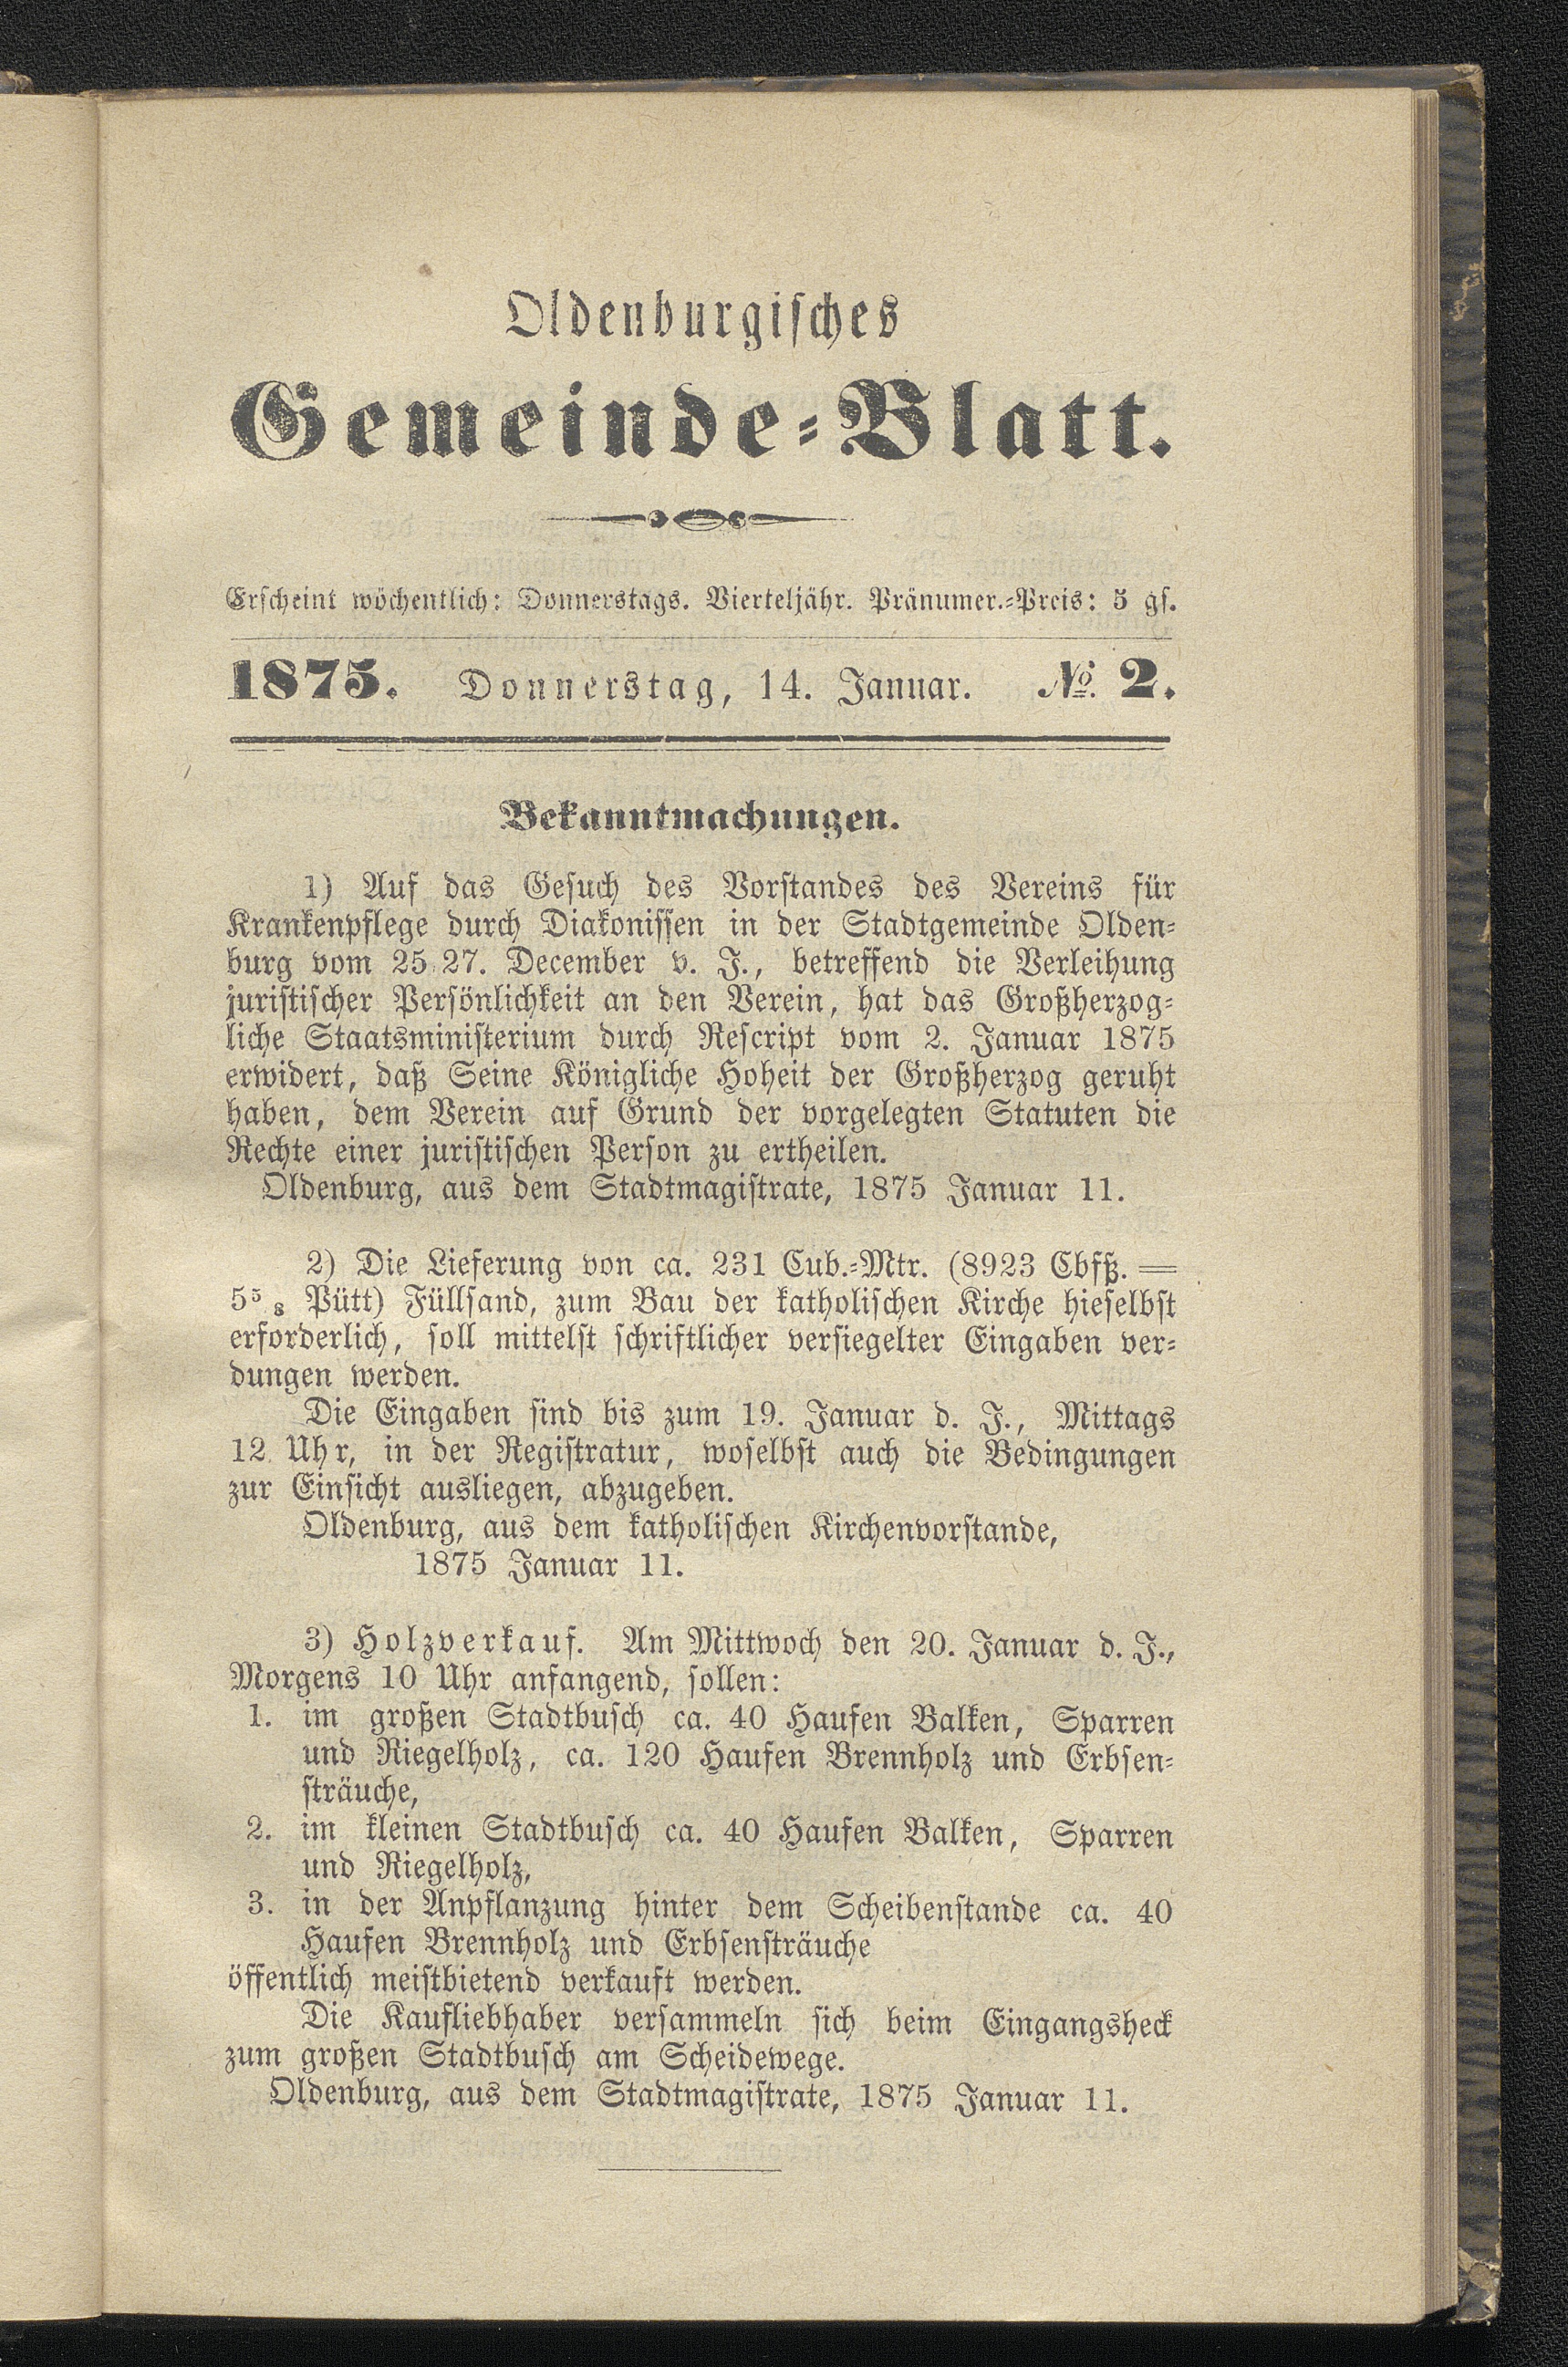 Oldenburgisches
Gemeinde-Blatt.
Erscheint wöchentlich: Donnerstags. Vierteljähr. Pränumer.-Preis: 5 gs.
1875. Donnerstag, 14. Januar. № 2.
Bekanntmachungen.
1) Auf das Gesuch des Vorstandes des Vereins für
Krankenpflege durch Diakonissen in der Stadtgemeinde Olden-
burg vom 25 27. December v. J., betreffend die Verleihung
juristischer Persönlichkeit an den Verein, hat das Großherzog-
liche Staatsministerium durch Rescript vom 2. Januar 1875
erwidert, daß Seine Königliche Hoheit der Großherzog geruht
haben, dem Verein auf Grund der vorgelegten Statuten die
Rechte einer juristischen Person zu ertheilen.
Oldenburg, aus dem Stadtmagistrate, 1875 Januar 11.
2) Die Lieferung von ca. 231 Cub.-Mtr. (8923 Cbfß. =
5⁵ ₈ Pütt) Füllsand, zum Bau der katholischen Kirche hieselbst
erforderlich, soll mittelst schriftlicher versiegelter Eingaben ver-
dungen werden.
Die Eingaben sind bis zum 19. Januar d. J., Mittags
12 Uhr, in der Registratur, woselbst auch die Bedingungen
zur Einsicht ausliegen, abzugeben.
Oldenburg, aus dem katholischen Kirchenvorstande,
1875 Januar 11.
3) Holzverkauf. Am Mittwoch den 20. Januar d. J.,
Morgens 10 Uhr anfangend, sollen:
1. im großen Stadtbusch ca. 40 Haufen Balken, Sparren
und Riegelholz, ca. 120 Haufen Brennholz und Erbsen-
sträuche,
2. im kleinen Stadtbusch ca. 40 Haufen Balken, Sparren
und Riegelholz,
3. in der Anpflanzung hinter dem Scheibenstande ca. 40
Haufen Brennholz und Erbsensträuche
öffentlich meistbietend verkauft werden.
Die Kaufliebhaber versammeln sich beim Eingangsheck
zum großen Stadtbusch am Scheidewege.
Oldenburg, aus dem Stadtmagistrate, 1875 Januar 11.